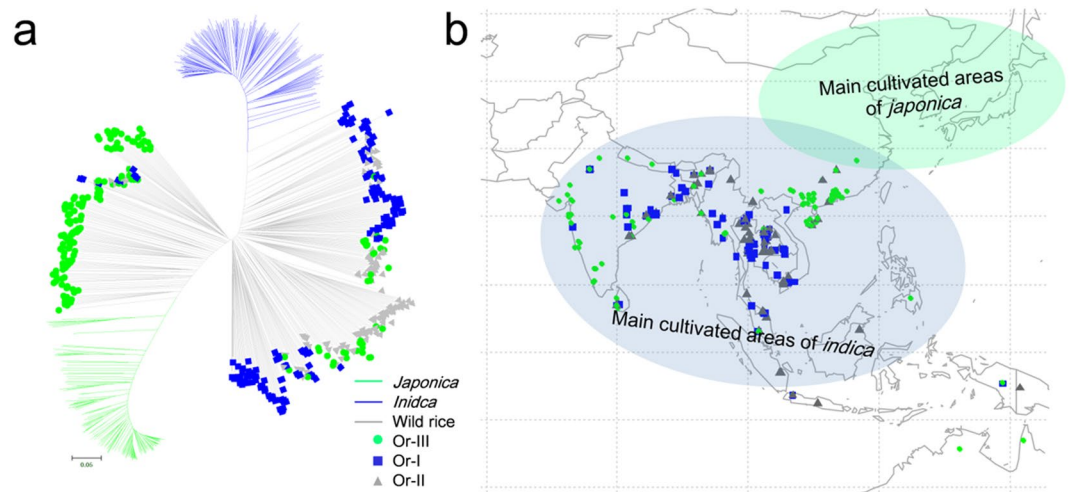 a
b
Main cultivated areas
of japonica
Main cultivated areas of indica
Japonica
Inidca
Wild rice
Or-III
Or-I
Or-II
0.06